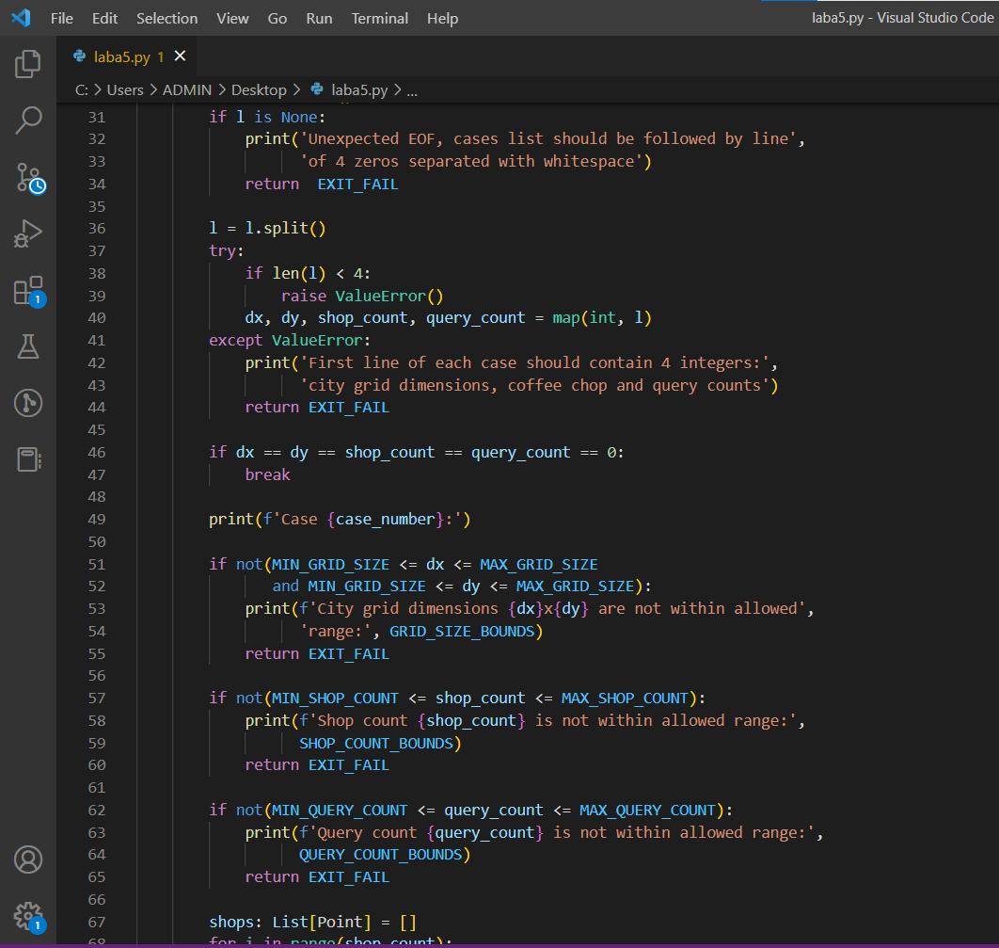 File Edit Selection View Go Run Terminal Help laba5.py - Visual Studio Code
laba5.py 1
C: > Users > ADMIN > Desktop > laba5.py > ...
31 if l is None:
32 print('Unexpected EOF, cases list should be followed by line',
33 'of 4 zeros separated with whitespace')
34 return  EXIT_FAIL
35
36 l = l.split()
37 try:
38 if len(l) < 4:
39 raise ValueError()
40 dx, dy, shop_count, query_count = map(int, l)
41 except ValueError:
42 print('First line of each case should contain 4 integers:',
43 'city grid dimensions, coffee chop and query counts')
44 return EXIT_FAIL
45
46 if dx == dy == shop_count == query_count == 0:
47 break
48
49 print(f'Case {case_number}:')
50
51 if not(MIN_GRID_SIZE <= dx <= MAX_GRID_SIZE
52 and MIN_GRID_SIZE <= dy <= MAX_GRID_SIZE):
53 print(f'City grid dimensions {dx}x{dy} are not within allowed',
54 'range:', GRID_SIZE_BOUNDS)
55 return EXIT_FAIL
56
57 if not(MIN_SHOP_COUNT <= shop_count <= MAX_SHOP_COUNT):
58 print(f'Shop count {shop_count} is not within allowed range:',
59 SHOP_COUNT_BOUNDS)
60 return EXIT_FAIL
61
62 if not(MIN_QUERY_COUNT <= query_count <= MAX_QUERY_COUNT):
63 print(f'Query count {query_count} is not within allowed range:',
64 QUERY_COUNT_BOUNDS)
65 return EXIT_FAIL
66
67 shops: List[Point] = []
68 for i in range(shop_count):
1
1